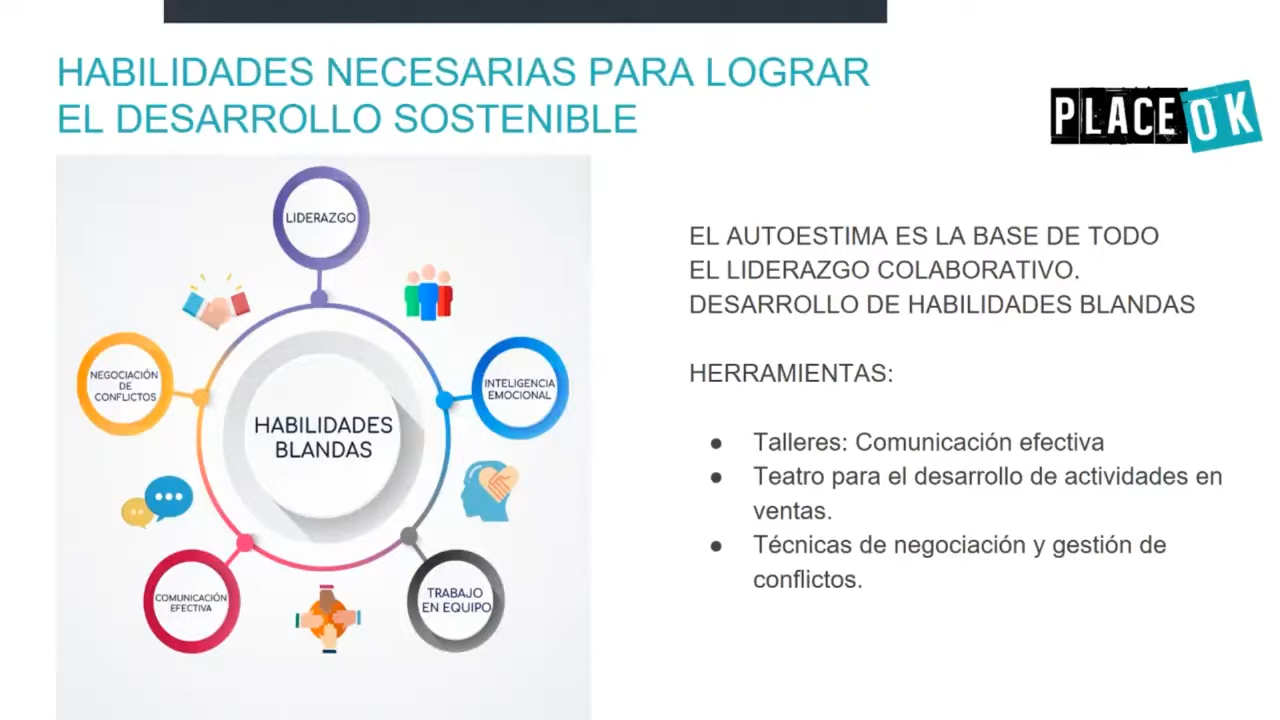 HABILIDADES NECESARIAS PARA LOGRAR
EL DESARROLLO SOSTENIBLE
PLACE OK
LIDERAZGO
NEGOCIACIÓN
DE
CONFLICTOS
INTELIGENCIA
EMOCIONAL
HABILIDADES
BLANDAS
COMUNICACIÓN
EFECTIVA
TRABAJO
EN EQUIPO
EL AUTOESTIMA ES LA BASE DE TODO
EL LIDERAZGO COLABORATIVO.
DESARROLLO DE HABILIDADES BLANDAS
HERRAMIENTAS:
● Talleres: Comunicación efectiva
● Teatro para el desarrollo de actividades en
ventas.
● Técnicas de negociación y gestión de
conflictos.